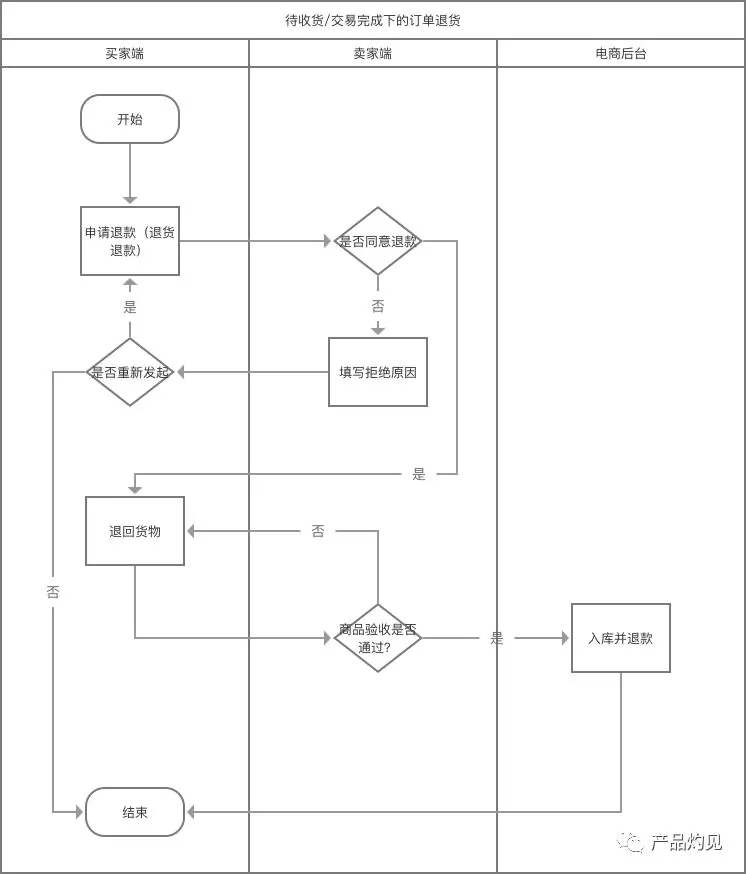 待收货/交易完成下的订单退货
买家端
卖家端
电商后台
开始
申请退款（退货
退款）
是否同意退款
是
否
是否重新发起
填写拒绝原因
是
退回货物
否
否
商品验收是否
通过?
是
入库并退款
结束
产品灼见